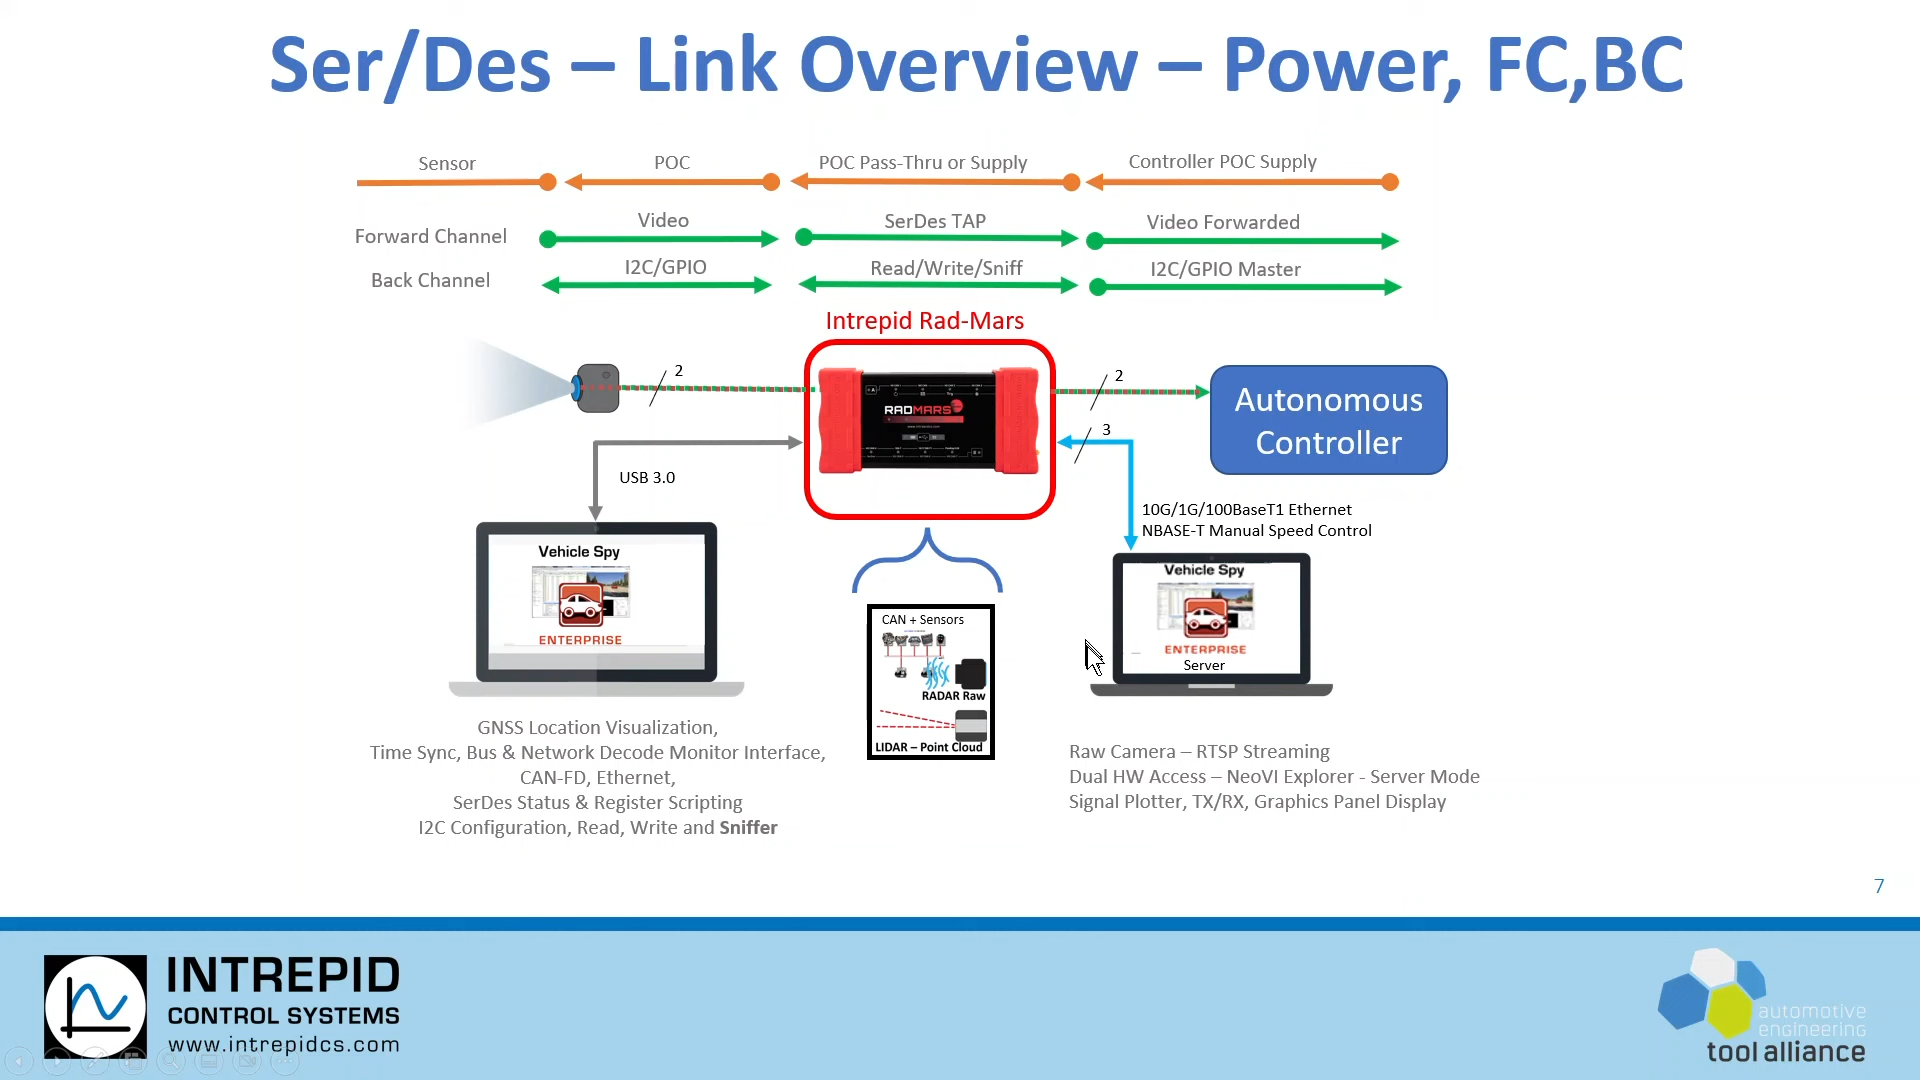 Ser/Des – Link Overview – Power, FC,BC
Sensor
POC
POC Pass-Thru or Supply
Controller POC Supply
Forward Channel
Video
SerDes TAP
Video Forwarded
Back Channel
I2C/GPIO
Read/Write/Sniff
I2C/GPIO Master
Intrepid Rad-Mars
2
2
3
RADMARS
Autonomous
Controller
USB 3.0
10G/1G/100BaseT1 Ethernet
NBASE-T Manual Speed Control
Vehicle Spy
ENTERPRISE
CAN + Sensors
RADAR Raw
LIDAR – Point Cloud
Vehicle Spy
ENTERPRISE
Server
GNSS Location Visualization,
Time Sync, Bus & Network Decode Monitor Interface,
CAN-FD, Ethernet,
SerDes Status & Register Scripting
I2C Configuration, Read, Write and Sniffer
Raw Camera – RTSP Streaming
Dual HW Access – NeoVI Explorer - Server Mode
Signal Plotter, TX/RX, Graphics Panel Display
7
INTREPID
CONTROL SYSTEMS
www.intrepidcs.com
automotive
engineering
tool alliance